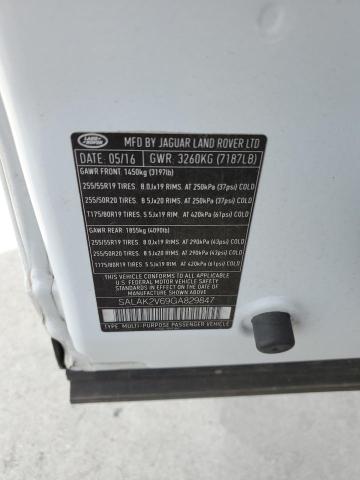 LAND ROVER
MFD BY JAGUAR LAND ROVER LTD
DATE: 05/16 GWR: 3260KG (7187LB)
GAWR FRONT: 1450kg (3197lb)
255/55R19 TIRES. 8.0Jx19 RIMS. AT 250kPa (37psi) COLD
255/50R20 TIRES. 8.5Jx20 RIMS. AT 250kPa (37psi) COLD
T175/80R19 TIRES. 5.5Jx19 RIM. AT 420kPa (61psi) COLD
GAWR REAR: 1855kg (4090lb)
255/55R19 TIRES. 8.0Jx19 RIMS. AT 290kPa (43psi) COLD
255/50R20 TIRES. 8.5Jx20 RIMS. AT 290kPa (43psi) COLD
T175/80R19 TIRES. 5.5Jx19 RIM. AT 420kPa (61psi) COLD
THIS VEHICLE CONFORMS TO ALL APPLICABLE
U.S. FEDERAL MOTOR VEHICLE SAFETY
STANDARDS IN EFFECT ON THE DATE OF
MANUFACTURE SHOWN ABOVE.
SALAK2V69GA829847
TYPE: MULTI-PURPOSE PASSENGER VEHICLE